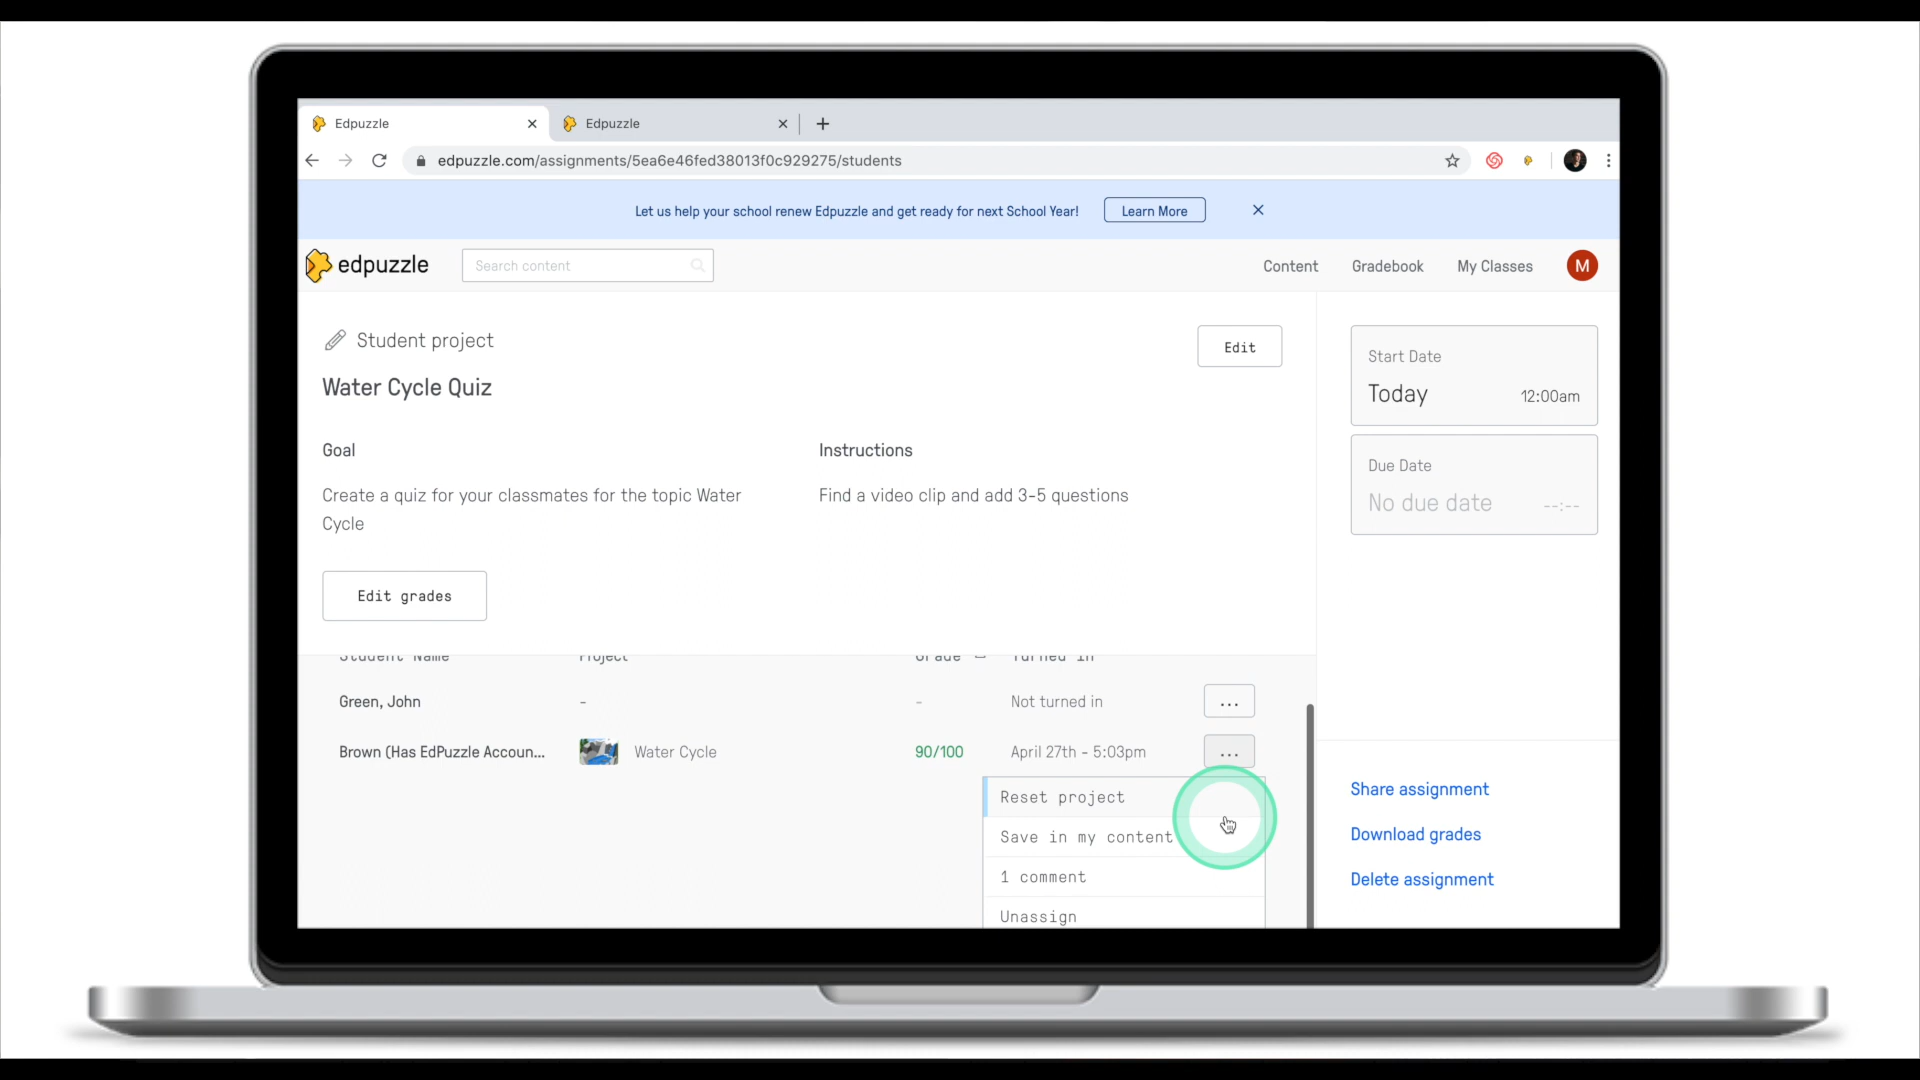 Edpuzzle
Edpuzzle
edpuzzle.com/assignments/5ea6e46fed38013f0c929275/students
Let us help your school renew Edpuzzle and get ready for next School Year! Learn More
edpuzzle Search content Content Gradebook My Classes M
Student project Edit
Water Cycle Quiz
Goal
Create a quiz for your classmates for the topic Water
Cycle
Instructions
Find a video clip and add 3-5 questions
Start Date
Today 12:00am
Due Date
No due date --:--
Edit grades
Student Name Project Grade Turned in
Green, John - - Not turned in ...
Brown (Has EdPuzzle Accoun... Water Cycle 90/100 April 27th - 5:03pm ...
Reset project
Save in my content
1 comment
Unassign
Share assignment
Download grades
Delete assignment